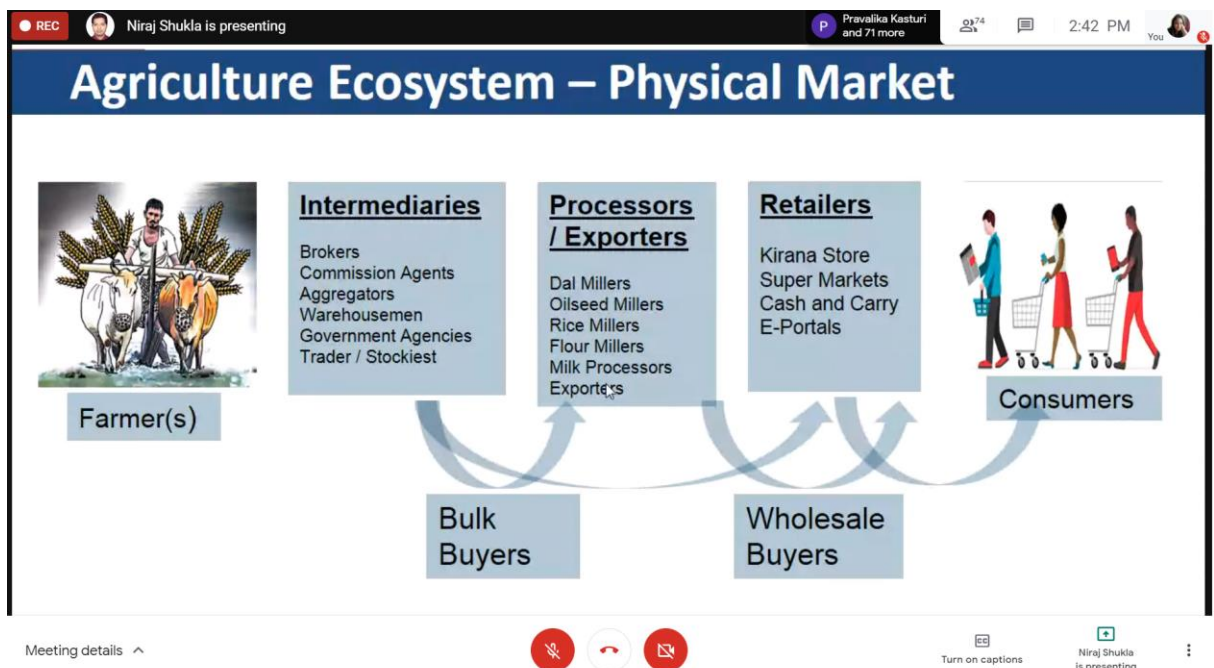 REC
Niraj Shukla is presenting
P
Pravalika Kasturi
and 71 more
74
2:42 PM
You
Agriculture Ecosystem – Physical Market
Farmer(s)
Intermediaries
Brokers
Commission Agents
Aggregators
Warehousemen
Government Agencies
Trader / Stockiest
Processors
/ Exporters
Dal Millers
Oilseed Millers
Rice Millers
Flour Millers
Milk Processors
Exporters
Retailers
Kirana Store
Super Markets
Cash and Carry
E-Portals
Consumers
Bulk
Buyers
Wholesale
Buyers
Meeting details
CC
Turn on captions
Niraj Shukla
is presenting